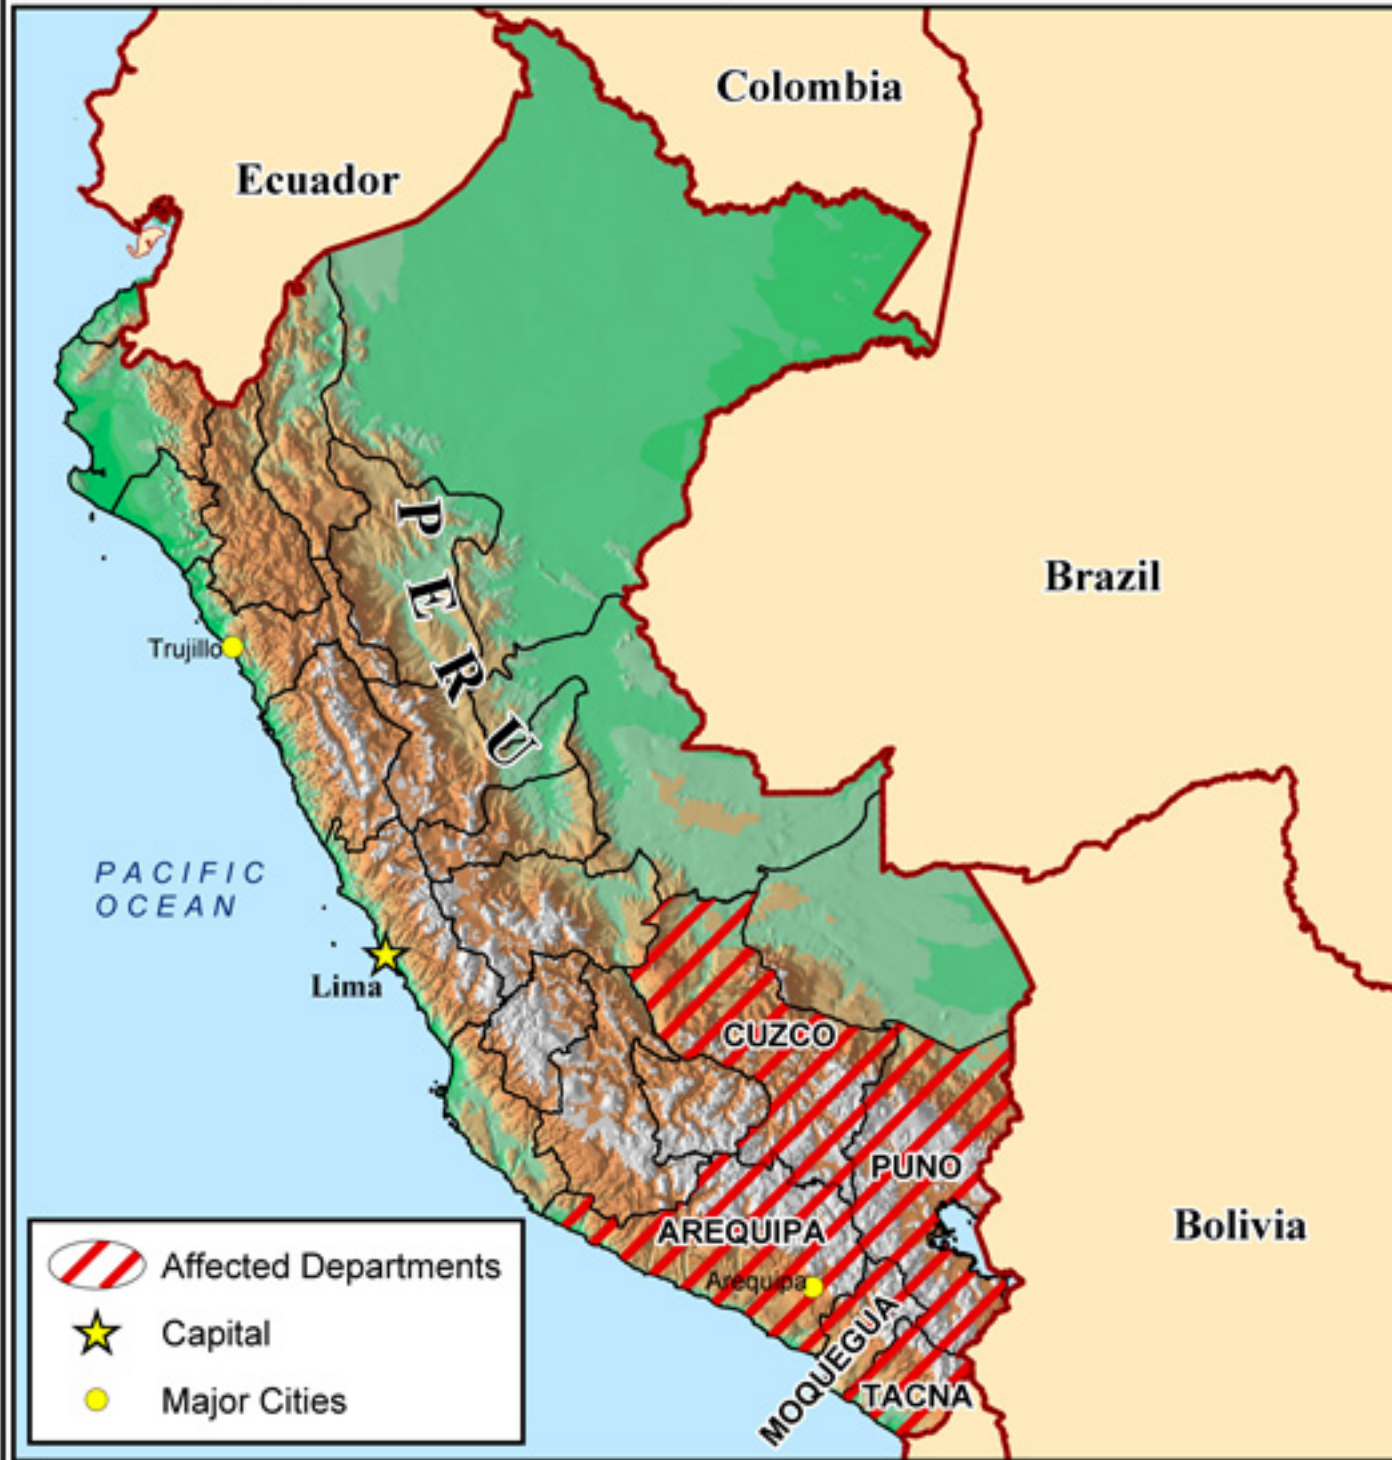 Colombia
Ecuador
PERU
Brazil
Trujillo
PACIFIC
OCEAN
Lima
CUZCO
PUNO
AREQUIPA
Bolivia
Arequipa
MOQUEGUA
TACNA
Affected Departments
Capital
Major Cities